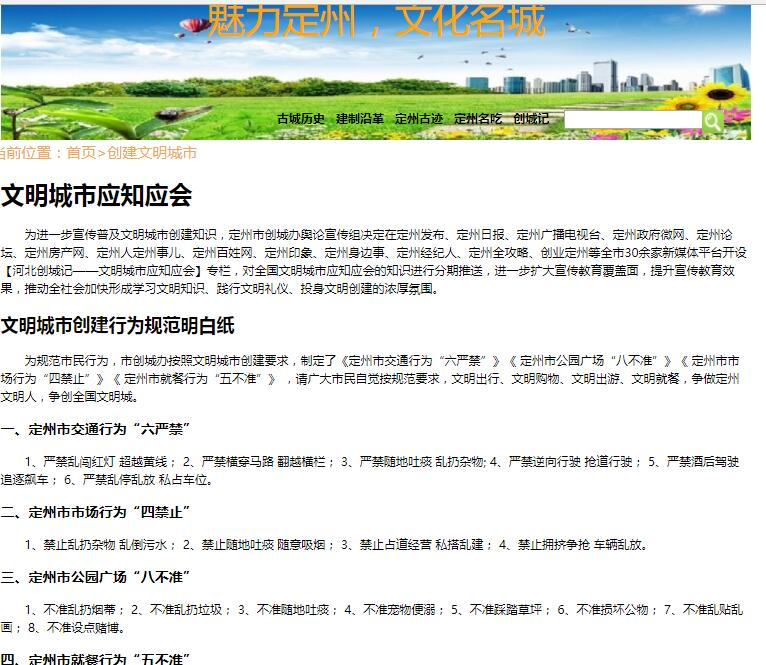 魅力定州，文化名城
古城历史 建制沿革 定州古迹 定州名吃 创城记
当前位置：首页>创建文明城市
文明城市应知应会
为进一步宣传普及文明城市创建知识，定州市创城办舆论宣传组决定在定州发布、定州日报、定州广播电视台、定州政府微网、定州论
坛、定州房产网、定州人定州事儿、定州百姓网、定州印象、定州身边事、定州经纪人、定州全攻略、创业定州等全市30余家新媒体平台开设
【河北创城记——文明城市应知应会】专栏，对全国文明城市应知应会的知识进行分期推送，进一步扩大宣传教育覆盖面，提升宣传教育效
果，推动全社会加快形成学习文明知识、践行文明礼仪、投身文明创建的浓厚氛围。
文明城市创建行为规范明白纸
为规范市民行为，市创城办按照文明城市创建要求，制定了《定州市交通行为“六严禁”》《 定州市公园广场“八不准”》《 定州市市
场行为“四禁止”》《 定州市就餐行为“五不准”》 ，请广大市民自觉按规范要求，文明出行、文明购物、文明出游、文明就餐，争做定州
文明人，争创全国文明城。
一、定州市交通行为“六严禁”
1、严禁乱闯红灯 超越黄线； 2、严禁横穿马路 翻越横栏； 3、严禁随地吐痰 乱扔杂物; 4、严禁逆向行驶 抢道行驶； 5、严禁酒后驾驶
追逐飙车； 6、严禁乱停乱放 私占车位。
二、定州市市场行为“四禁止”
1、禁止乱扔杂物 乱倒污水； 2、禁止随地吐痰 随意吸烟； 3、禁止占道经营 私搭乱建； 4、禁止拥挤争抢 车辆乱放。
三、定州市公园广场“八不准”
1、不准乱扔烟蒂； 2、不准乱扔垃圾； 3、不准随地吐痰； 4、不准宠物便溺； 5、不准踩踏草坪； 6、不准损坏公物； 7、不准乱贴乱
画； 8、不准设点赌博。
四、定州市就餐行为“五不准”